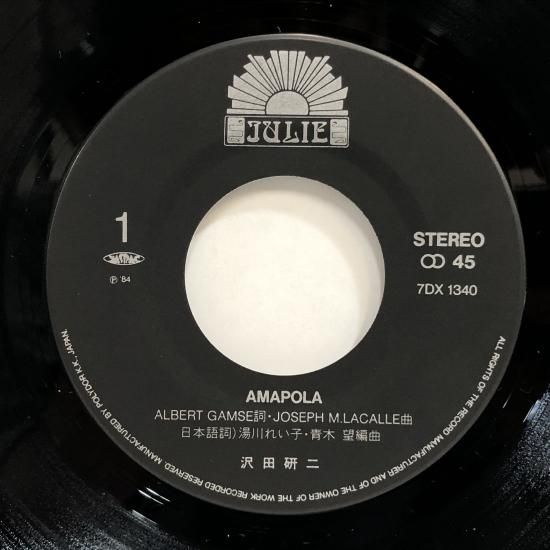 JULIE
1
STEREO
45
℗ '84
7DX 1340
AMAPOLA
ALBERT GAMSE詞・JOSEPH M.LACALLE曲
日本語詞)湯川れい子・青木 望編曲
沢田研二
ALL RIGHTS OF THE RECORD MANUFACTURER AND OF THE OWNER OF THE WORK RECORDED RESERVED. MANUFACTURED BY POLYDOR K.K. JAPAN.